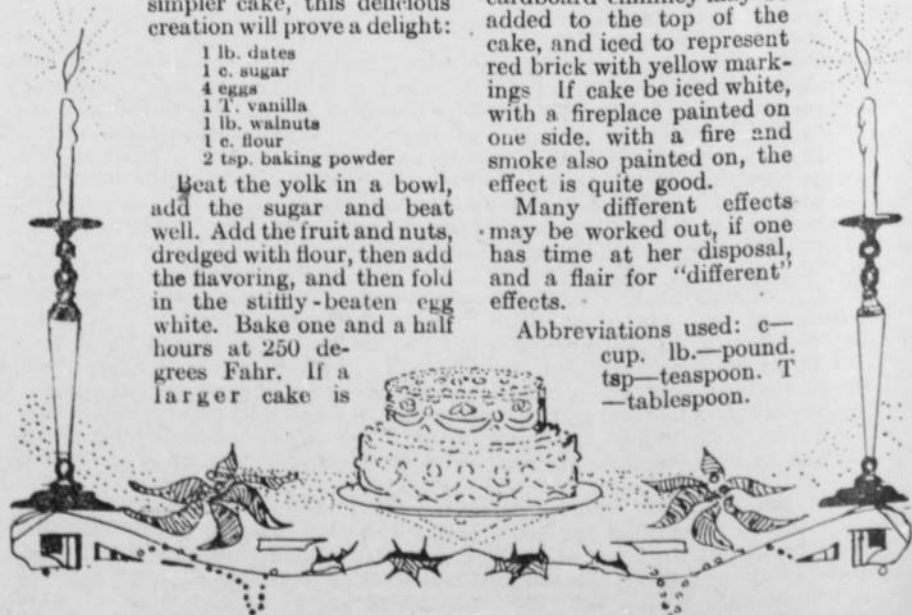 simpler cake, this delicious
creation will prove a delight:
1 lb. dates
1 c. sugar
4 eggs
1 T. vanilla
1 lb. walnuts
1 c. flour
2 tsp. baking powder
Beat the yolk in a bowl,
add the sugar and beat
well. Add the fruit and nuts,
dredged with flour, then add
the flavoring, and then fold
in the stiffly-beaten egg
white. Bake one and a half
hours at 250 de-
grees Fahr. If a
larger cake is
cardboard chimney may be
added to the top of the
cake, and iced to represent
red brick with yellow mark-
ings If cake be iced white,
with a fireplace painted on
one side. with a fire and
smoke also painted on, the
effect is quite good.
Many different effects
may be worked out, if one
has time at her disposal,
and a flair for "different"
effects.
Abbreviations used: c—
cup. lb.—pound.
tsp—teaspoon. T
—tablespoon.